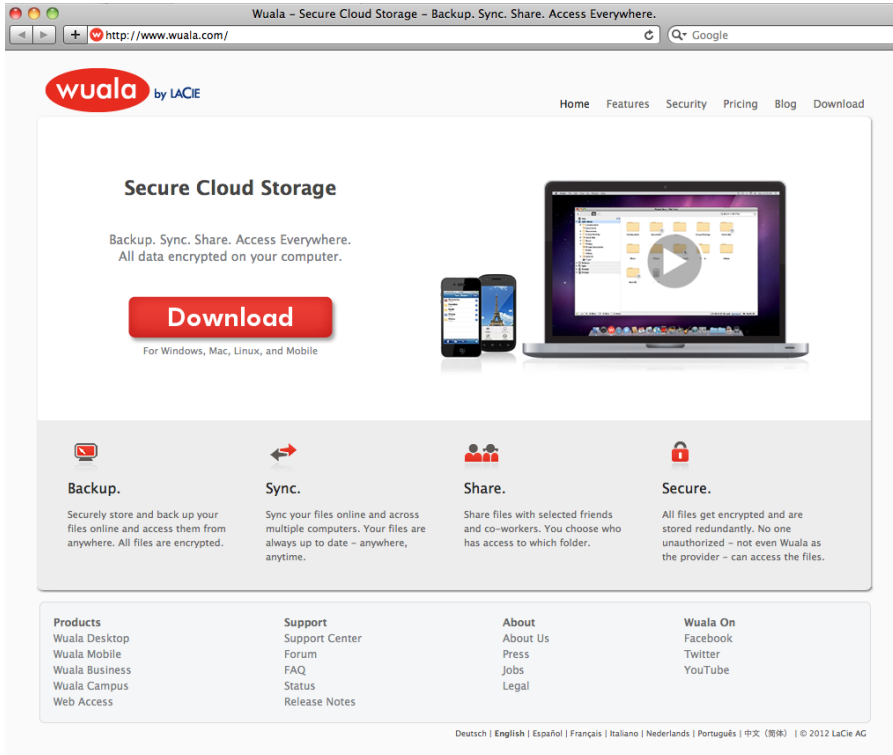 Wuala – Secure Cloud Storage – Backup. Sync. Share. Access Everywhere.
http://www.wuala.com/
Google
wuala by LACIE
Home Features Security Pricing Blog Download
Secure Cloud Storage
Backup. Sync. Share. Access Everywhere.
All data encrypted on your computer.
Download
For Windows, Mac, Linux, and Mobile
Backup.
Securely store and back up your
files online and access them from
anywhere. All files are encrypted.
Sync.
Sync your files online and across
multiple computers. Your files are
always up to date – anywhere,
anytime.
Share.
Share files with selected friends
and co-workers. You choose who
has access to which folder.
Secure.
All files get encrypted and are
stored redundantly. No one
unauthorized – not even Wuala as
the provider – can access the files.
Products
Wuala Desktop
Wuala Mobile
Wuala Business
Wuala Campus
Web Access
Support
Support Center
Forum
FAQ
Status
Release Notes
About
About Us
Press
Jobs
Legal
Wuala On
Facebook
Twitter
YouTube
Deutsch | English | Español | Français | Italiano | Nederlands | Português | 中文（简体） | © 2012 LaCie AG